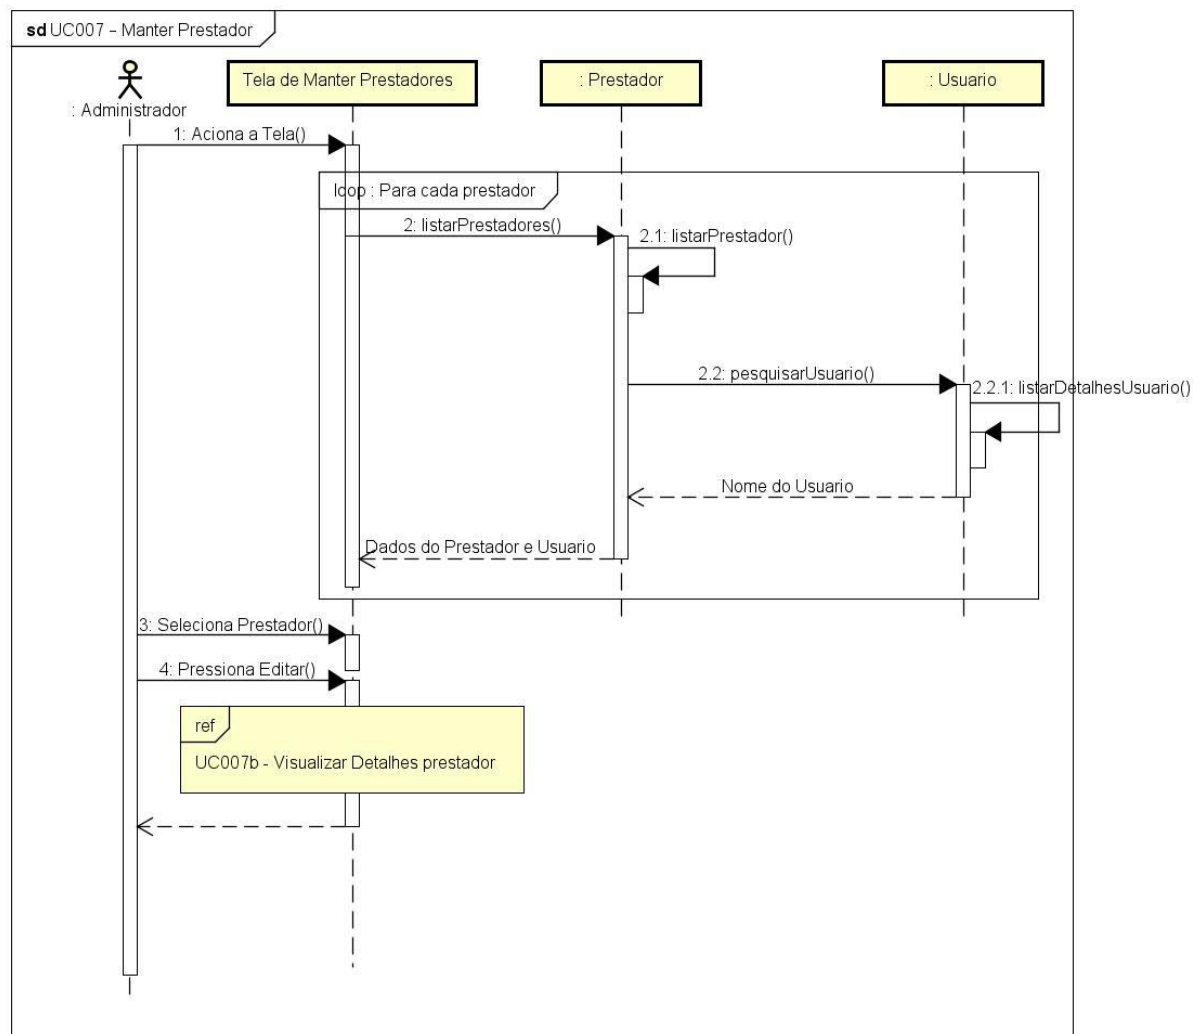 sd UC007 – Manter Prestador
: Administrador
Tela de Manter Prestadores
: Prestador
: Usuario
1: Aciona a Tela()
loop : Para cada prestador
2: listarPrestadores()
2.1: listarPrestador()
2.2: pesquisarUsuario()
2.2.1: listarDetalhesUsuario()
Nome do Usuario
Dados do Prestador e Usuario
3: Seleciona Prestador()
4: Pressiona Editar()
ref
UC007b - Visualizar Detalhes prestador